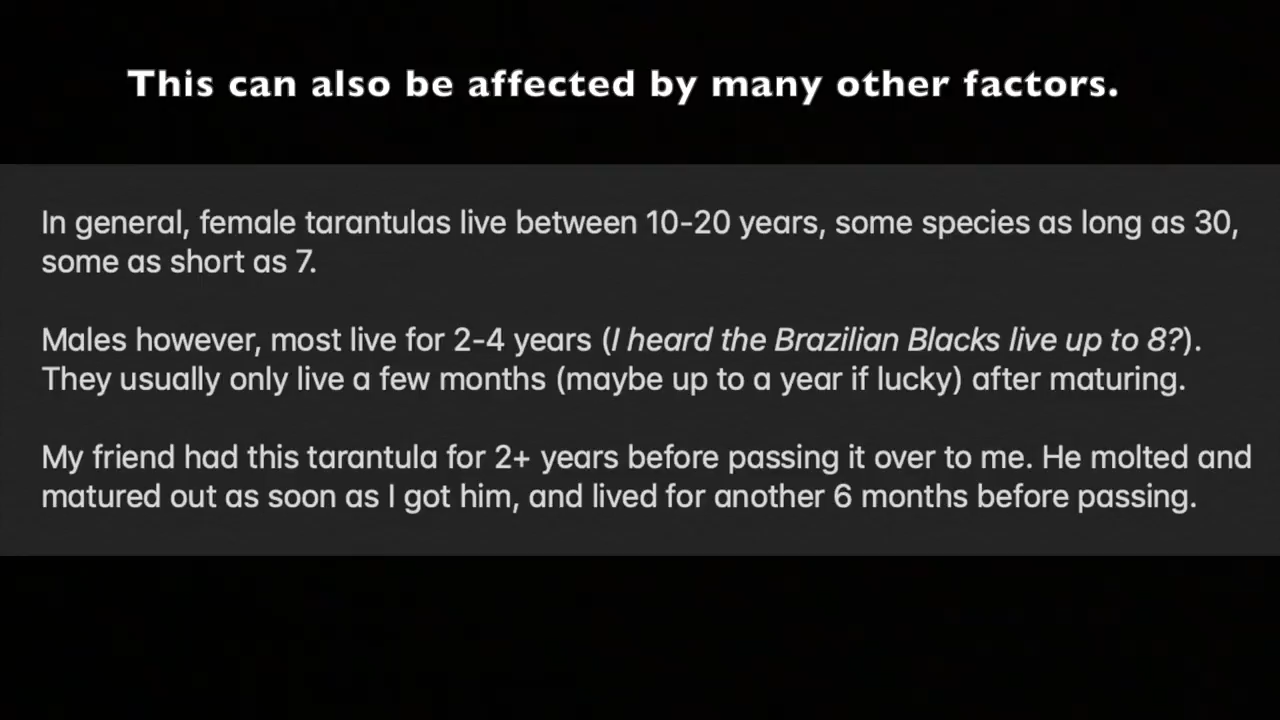 This can also be affected by many other factors.
In general, female tarantulas live between 10-20 years, some species as long as 30,
some as short as 7.
Males however, most live for 2-4 years (I heard the Brazilian Blacks live up to 8?).
They usually only live a few months (maybe up to a year if lucky) after maturing.
My friend had this tarantula for 2+ years before passing it over to me. He molted and
matured out as soon as I got him, and lived for another 6 months before passing.